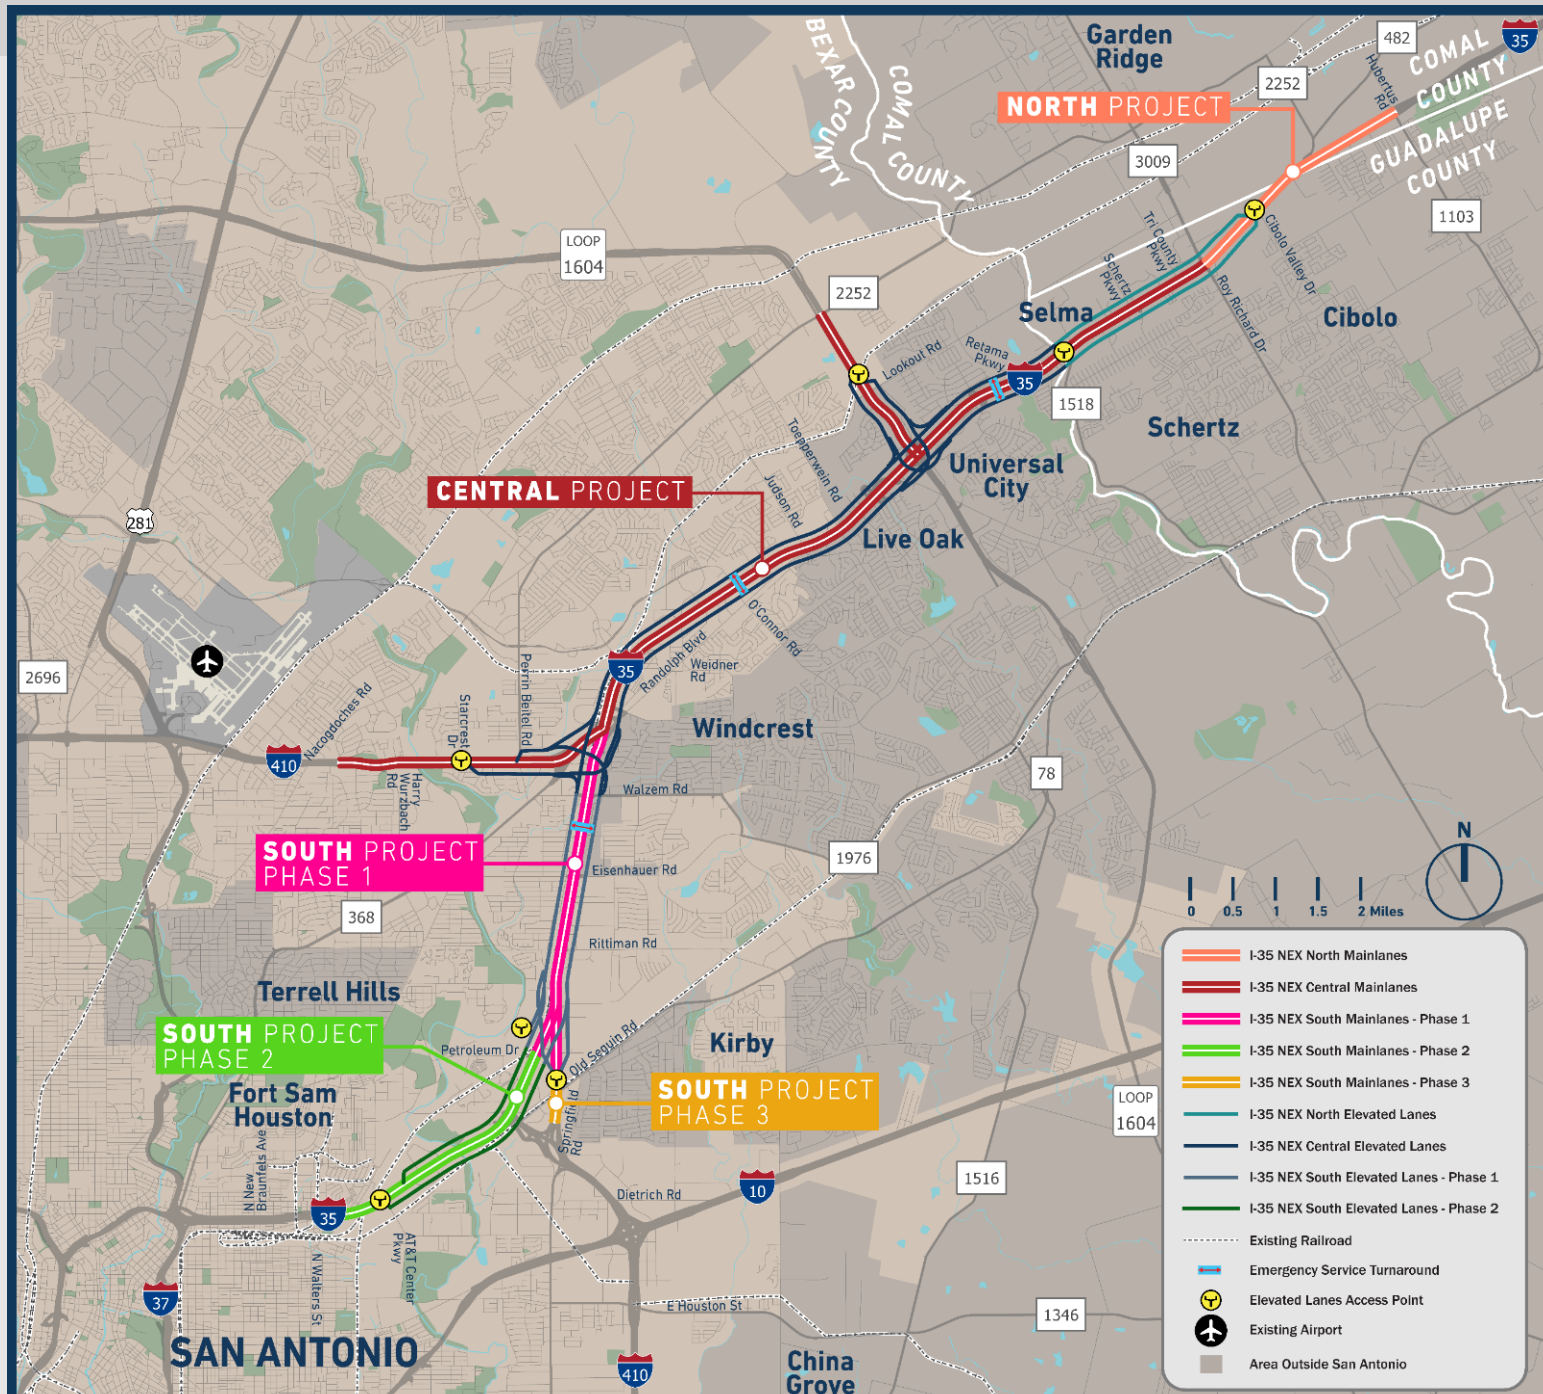 Garden
Ridge
482
35
COMAL
COUNTY
2252
Hubertus
Rd
BEXAR COUNTY
COMAL COUNTY
NORTH PROJECT
GUADALUPE
COUNTY
3009
1103
LOOP
1604
Tri County
Pkwy
Cibolo Valley Dr
Schertz
Pkwy
2252
Selma
Roy Richard Dr
Cibolo
Lookout Rd
Retama
Pkwy
35
1518
Schertz
Toepperwein Rd
Universal
City
CENTRAL PROJECT
Judson Rd
281
Live Oak
O'Connor Rd
2696
35
Randolph Blvd
Weidner
Rd
Perrin Beitel Rd
Starcrest
Dr
Nacogdoches Rd
Windcrest
410
Harry
Wurzbach
Rd
Walzem Rd
78
SOUTH PROJECT
PHASE 1
Eisenhauer Rd
1976
N
0 0.5 1 1.5 2 Miles
368
Rittiman Rd
Terrell Hills
SOUTH PROJECT
PHASE 2
Petroleum Dr
Old Seguin Rd
Kirby
Fort Sam
Houston
SOUTH PROJECT
PHASE 3
Springfield
Rd
LOOP
1604
N New
Braunfels Ave
35
Dietrich Rd
10
1516
AT&T Center
Pkwy
N Walters St
37
E Houston St
1346
SAN ANTONIO
410
China
Grove
I-35 NEX North Mainlanes
I-35 NEX Central Mainlanes
I-35 NEX South Mainlanes - Phase 1
I-35 NEX South Mainlanes - Phase 2
I-35 NEX South Mainlanes - Phase 3
I-35 NEX North Elevated Lanes
I-35 NEX Central Elevated Lanes
I-35 NEX South Elevated Lanes - Phase 1
I-35 NEX South Elevated Lanes - Phase 2
Existing Railroad
Emergency Service Turnaround
Elevated Lanes Access Point
Existing Airport
Area Outside San Antonio